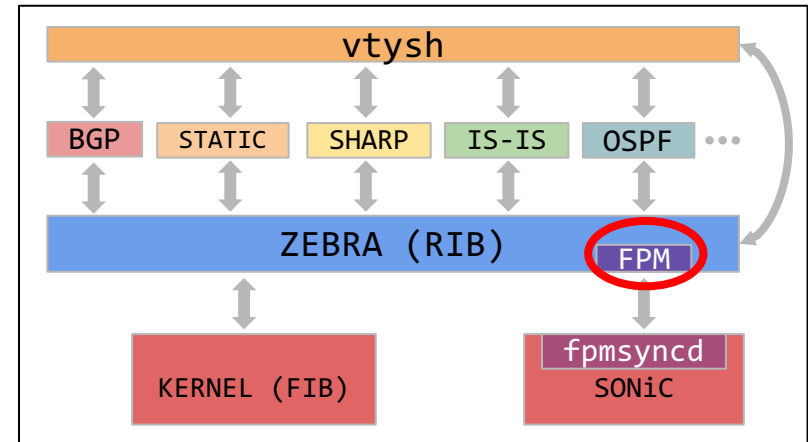 vtysh
BGP STATIC SHARP IS-IS OSPF ...
ZEBRA (RIB)
FPM
fpmsyncd
KERNEL (FIB) SONiC